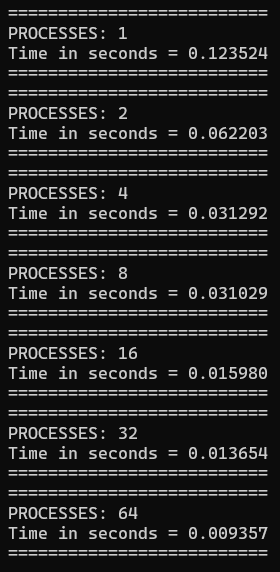 ==========================
PROCESSES: 1
Time in seconds = 0.123524
==========================
==========================
PROCESSES: 2
Time in seconds = 0.062203
==========================
==========================
PROCESSES: 4
Time in seconds = 0.031292
==========================
==========================
PROCESSES: 8
Time in seconds = 0.031029
==========================
==========================
PROCESSES: 16
Time in seconds = 0.015980
==========================
==========================
PROCESSES: 32
Time in seconds = 0.013654
==========================
==========================
PROCESSES: 64
Time in seconds = 0.009357
==========================